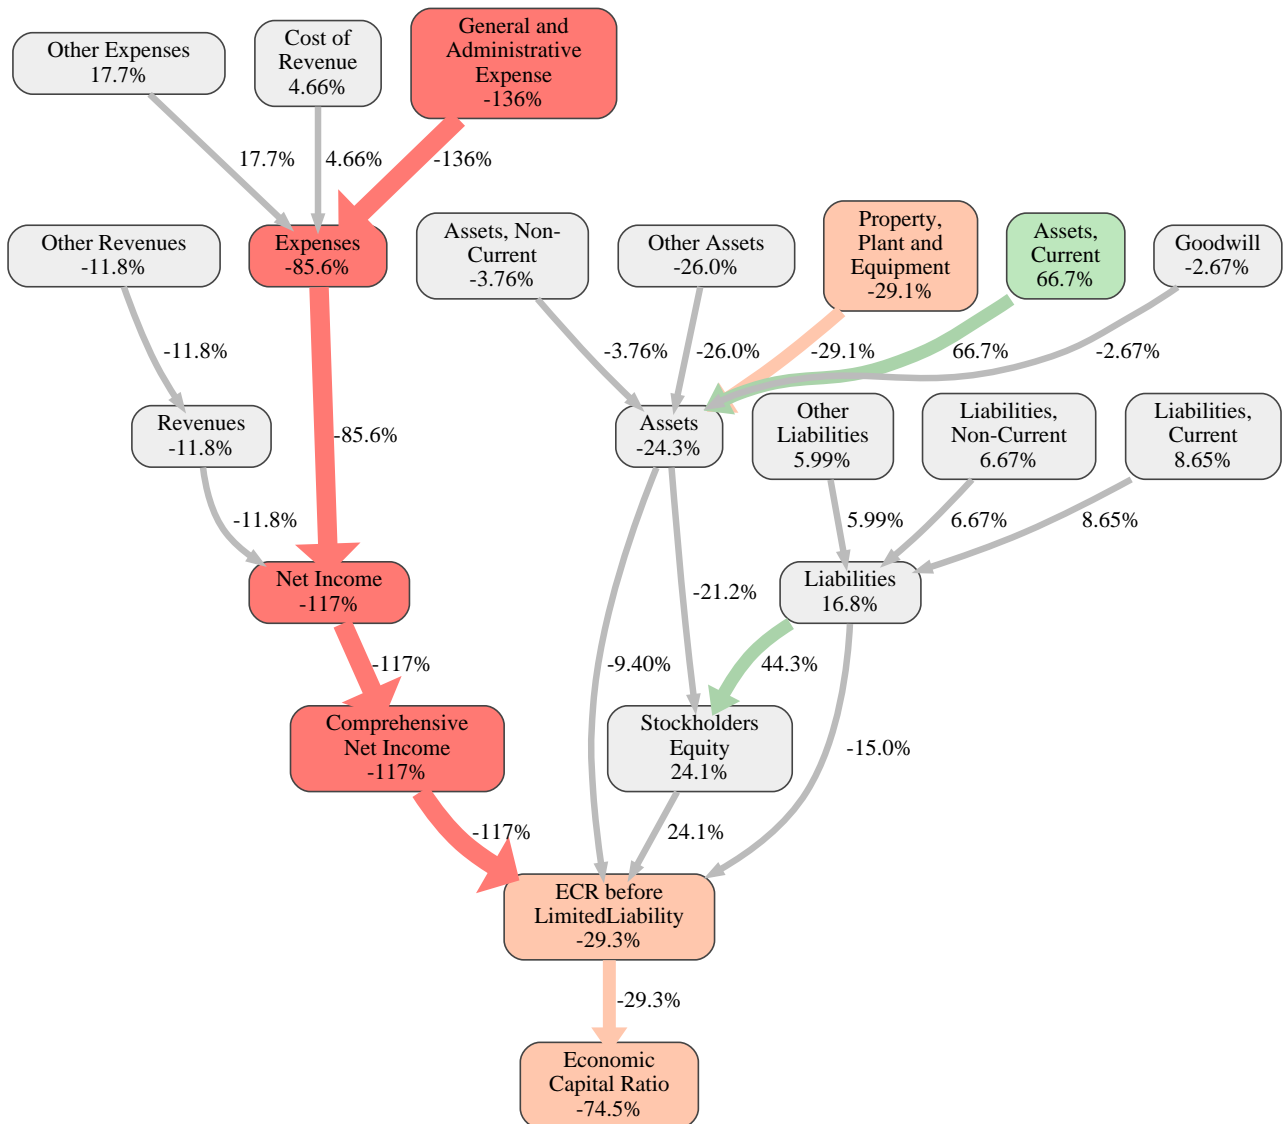 Other Expenses
17.7%
Cost of
Revenue
4.66%
General and
Administrative
Expense
-136%
17.7%
4.66%
-136%
Other Revenues
-11.8%
Expenses
-85.6%
Assets, Non-
Current
-3.76%
Other Assets
-26.0%
Property,
Plant and
Equipment
-29.1%
Assets,
Current
66.7%
Goodwill
-2.67%
-11.8%
-3.76%
-26.0%
-29.1%
66.7%
-2.67%
Revenues
-11.8%
-85.6%
Assets
-24.3%
Other
Liabilities
5.99%
Liabilities,
Non-Current
6.67%
Liabilities,
Current
8.65%
-11.8%
5.99%
6.67%
8.65%
Net Income
-117%
-21.2%
Liabilities
16.8%
-117%
-9.40%
44.3%
Comprehensive
Net Income
-117%
Stockholders
Equity
24.1%
-15.0%
-117%
24.1%
ECR before
LimitedLiability
-29.3%
-29.3%
Economic
Capital Ratio
-74.5%